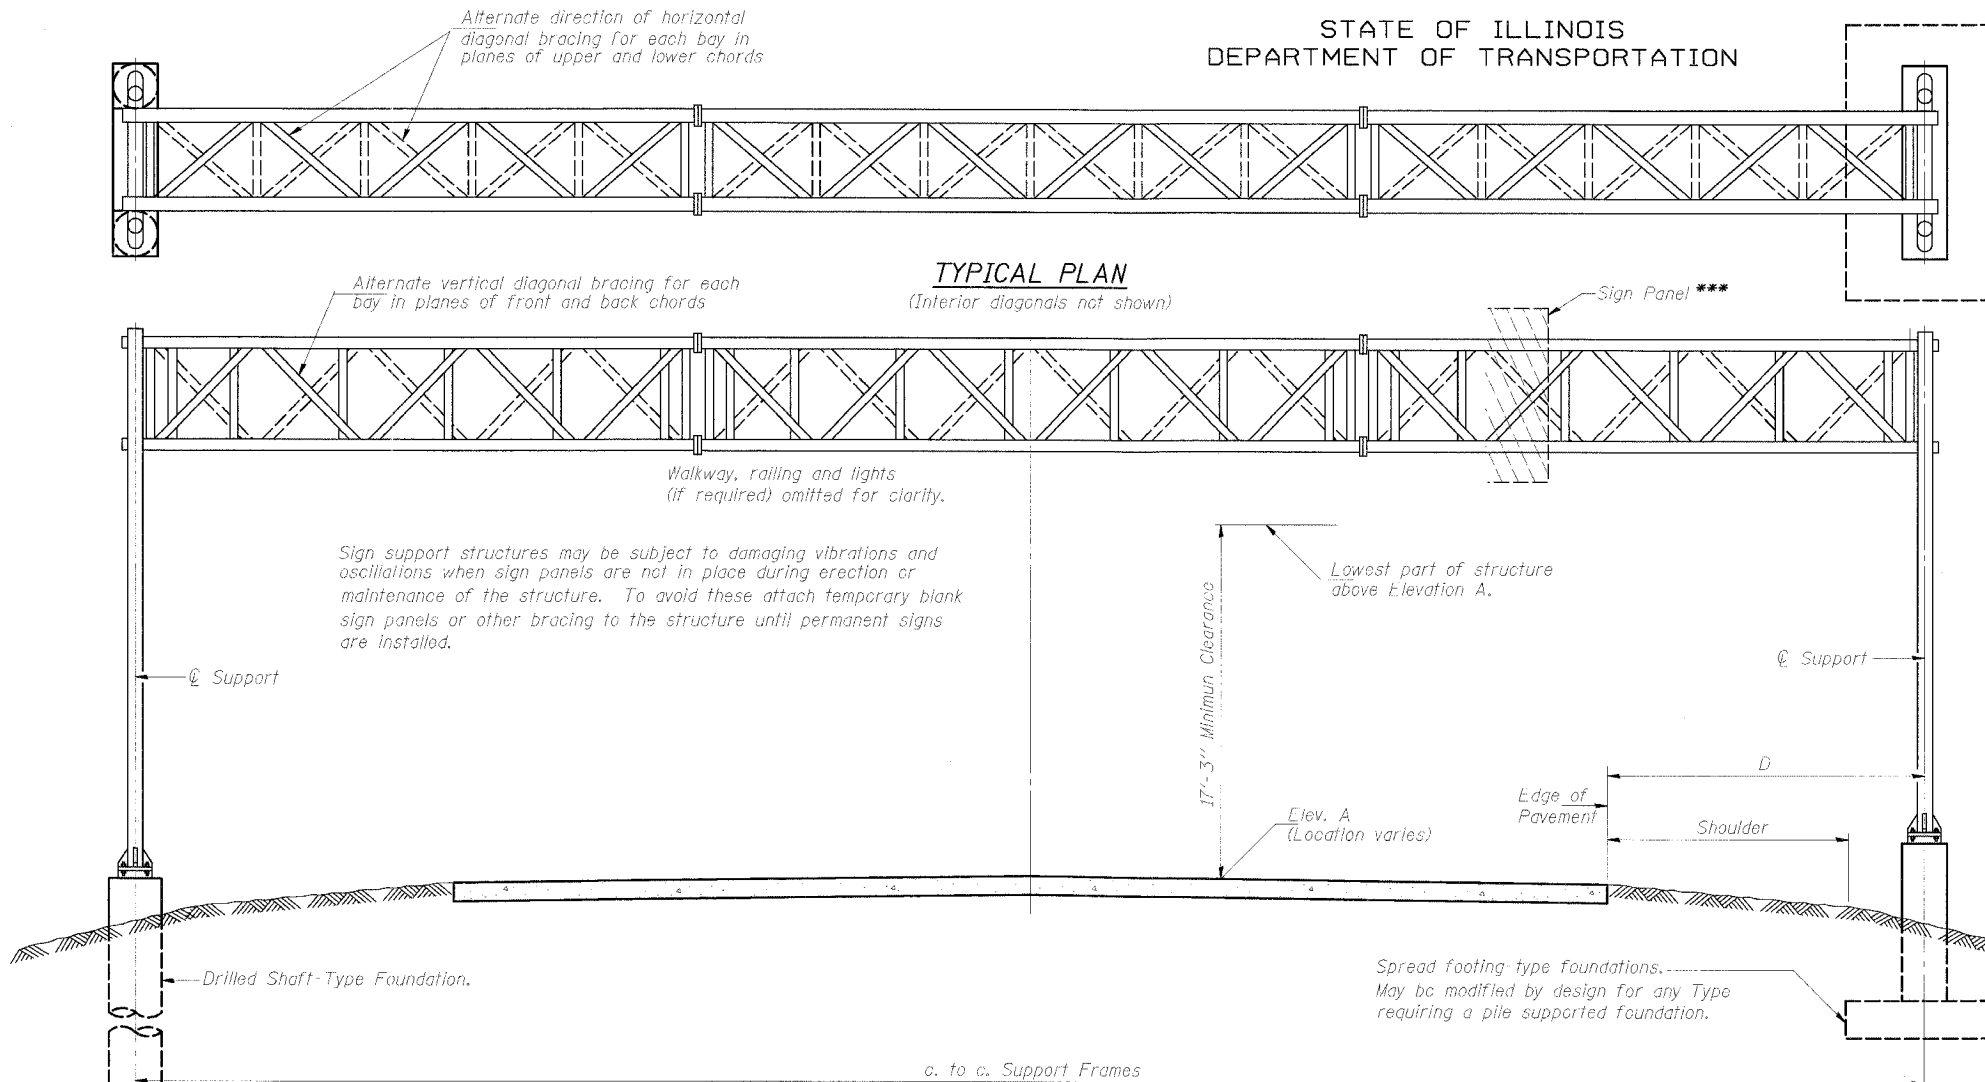 Alternate direction of horizontal
diagonal bracing for each bay in
planes of upper and lower chords
STATE OF ILLINOIS
DEPARTMENT OF TRANSPORTATION
TYPICAL PLAN
(Interior diagonals not shown)
Alternate vertical diagonal bracing for each
bay in planes of front and back chords
Sign Panel ***
Walkway, railing and lights
(if required) omitted for clarity.
Sign support structures may be subject to damaging vibrations and
oscillations when sign panels are not in place during erection or
maintenance of the structure. To avoid these attach temporary blank
sign panels or other bracing to the structure until permanent signs
are installed.
Lowest part of structure
above Elevation A.
17'-3" Minimun Clearance
℄ Support
℄ Support
D
Edge of
Pavement
Shoulder
Elev. A
(Location varies)
Drilled Shaft-Type Foundation.
Spread footing-type foundations.
May be modified by design for any Type
requiring a pile supported foundation.
c. to c. Support Frames